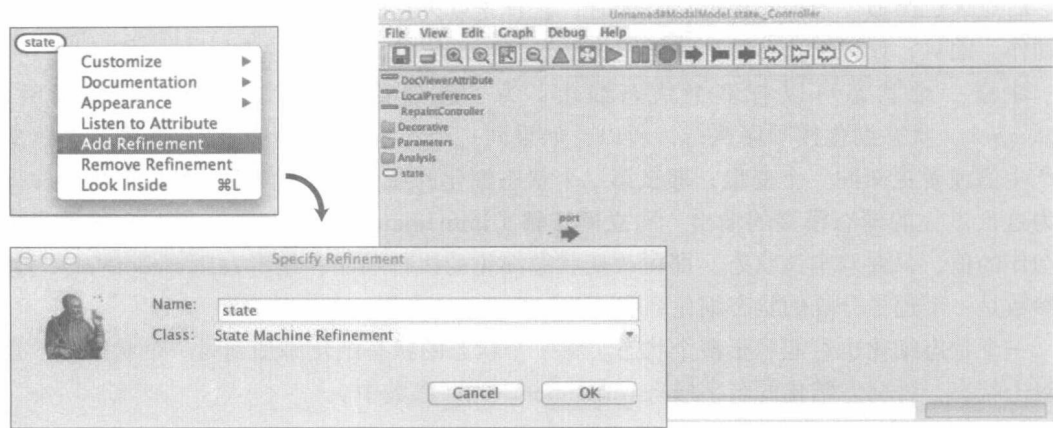 state
Customize
Documentation
Appearance
Listen to Attribute
Add Refinement
Remove Refinement
Look Inside ⌘L
Unnamed#ModalModel.state._Controller
File View Edit Graph Debug Help
DocViewerAttribute
LocalPreferences
RepaintController
Decorative
Parameters
Analysis
state
port
Specify Refinement
Name: state
Class: State Machine Refinement
Cancel OK